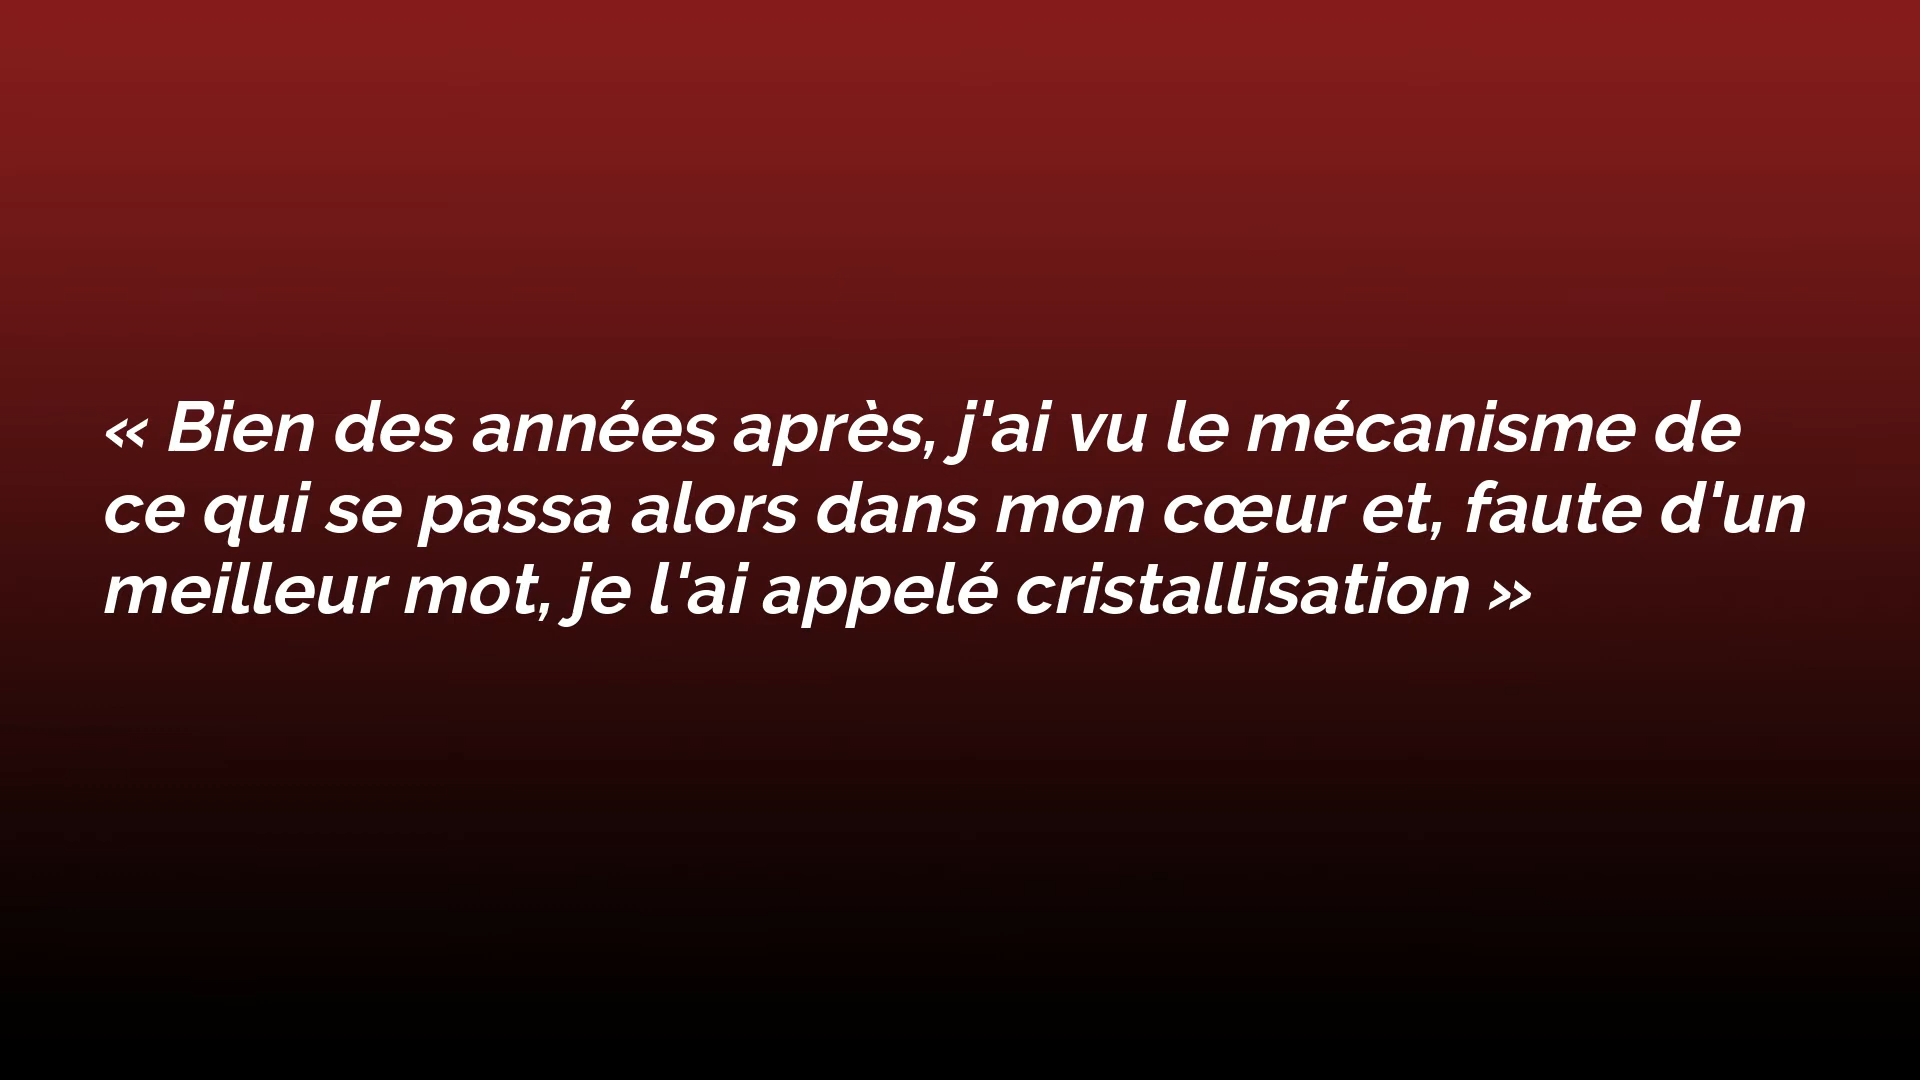 « Bien des années après, j'ai vu le mécanisme de
ce qui se passa alors dans mon cœur et, faute d'un
meilleur mot, je l'ai appelé cristallisation »